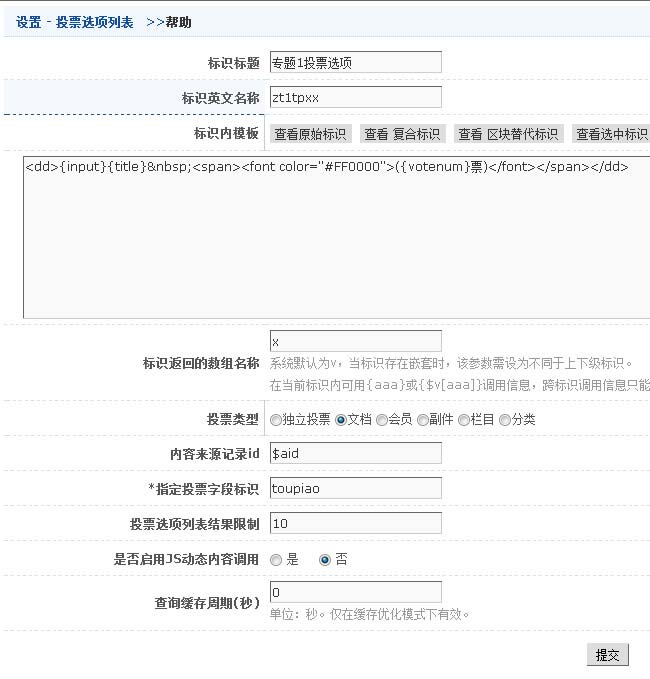 设置 - 投票选项列表 >>帮助
标识标题 专题1投票选项
标识英文名称 zt1tpxx
标识内模板 查看原始标识 查看 复合标识 查看 区块替代标识 查看选中标识
<dd>{input}{title}&nbsp;<span><font color="#FF0000">({votenum}票)</font></span></dd>
标识返回的数组名称 x
系统默认为v，当标识存在嵌套时，该参数需设为不同于上下级标识。
在当前标识内可用{aaa}或{$v[aaa]}调用信息，跨标识调用信息只能
投票类型 独立投票 文档 会员 副件 栏目 分类
内容来源记录id $aid
*指定投票字段标识 toupiao
投票选项列表结果限制 10
是否启用JS动态内容调用 是 否
查询缓存周期(秒) 0
单位：秒。仅在缓存优化模式下有效。
提交